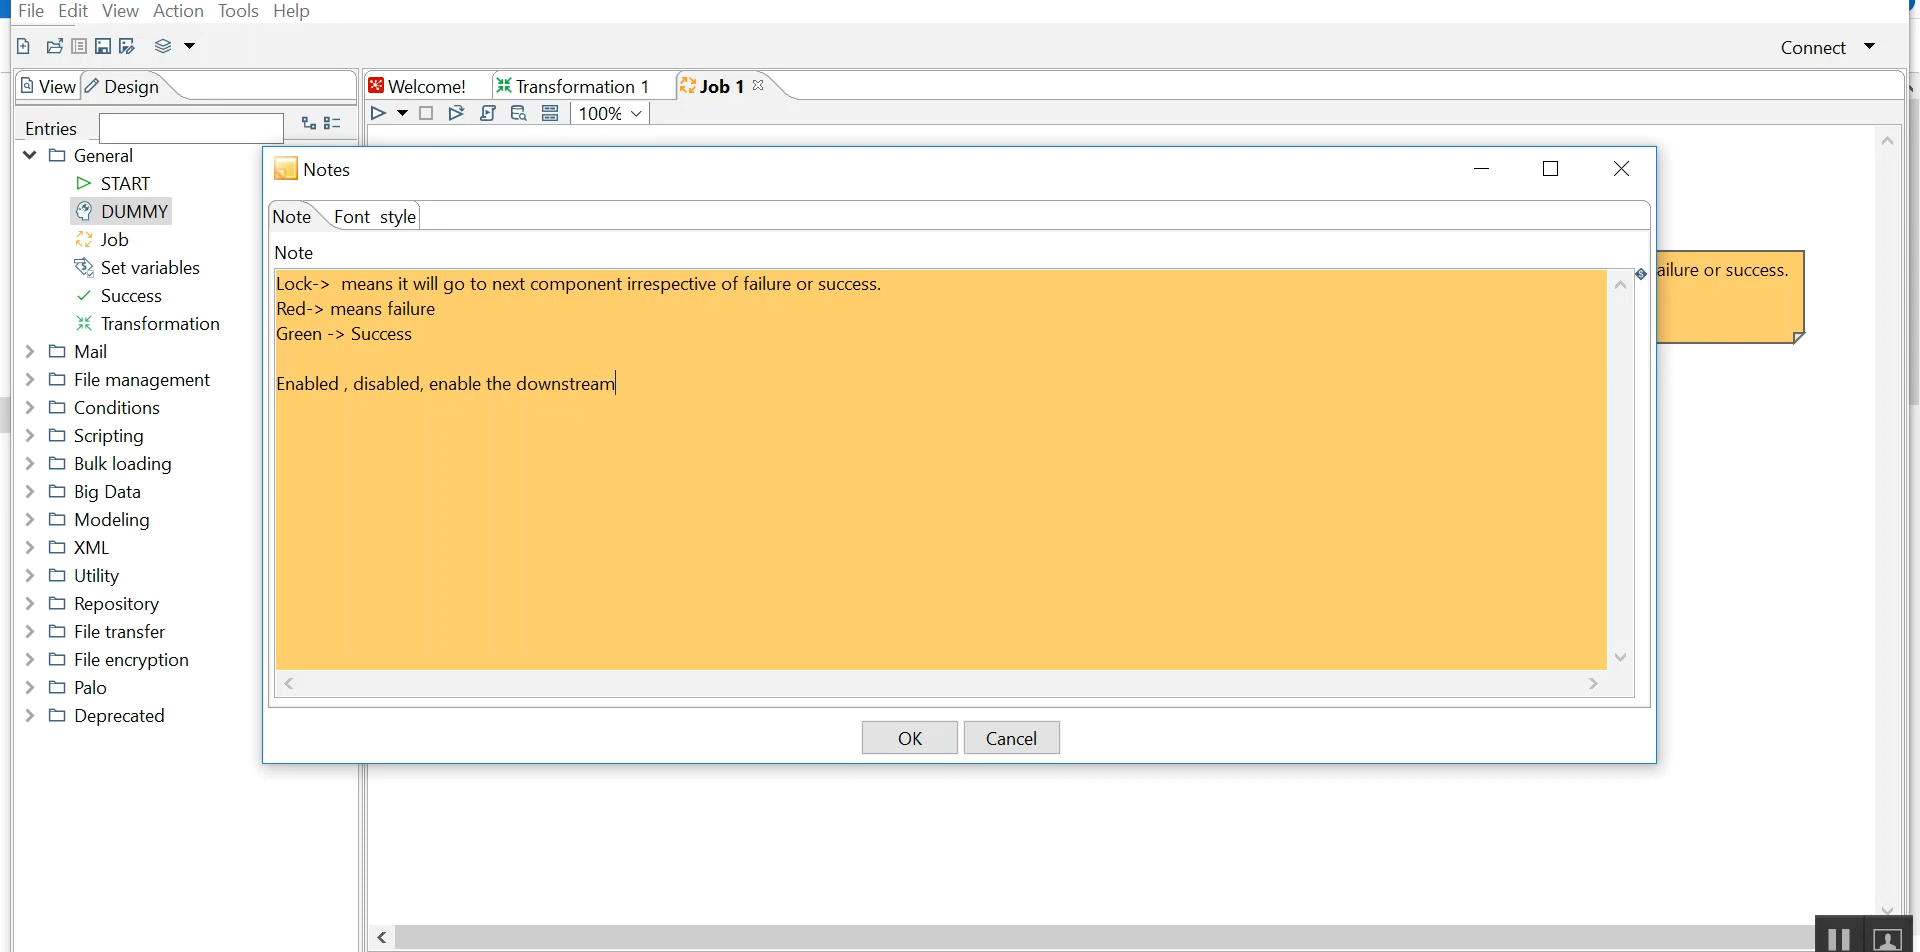 File Edit View Action Tools Help
Connect
View Design
Welcome! Transformation 1 Job 1
100%
Entries
General
START
DUMMY
Job
Set variables
Success
Transformation
Mail
File management
Conditions
Scripting
Bulk loading
Big Data
Modeling
XML
Utility
Repository
File transfer
File encryption
Palo
Deprecated
Notes
Note Font style
Note
Lock-> means it will go to next component irrespective of failure or success.
Red-> means failure
Green -> Success
Enabled , disabled, enable the downstream
OK Cancel
ailure or success.